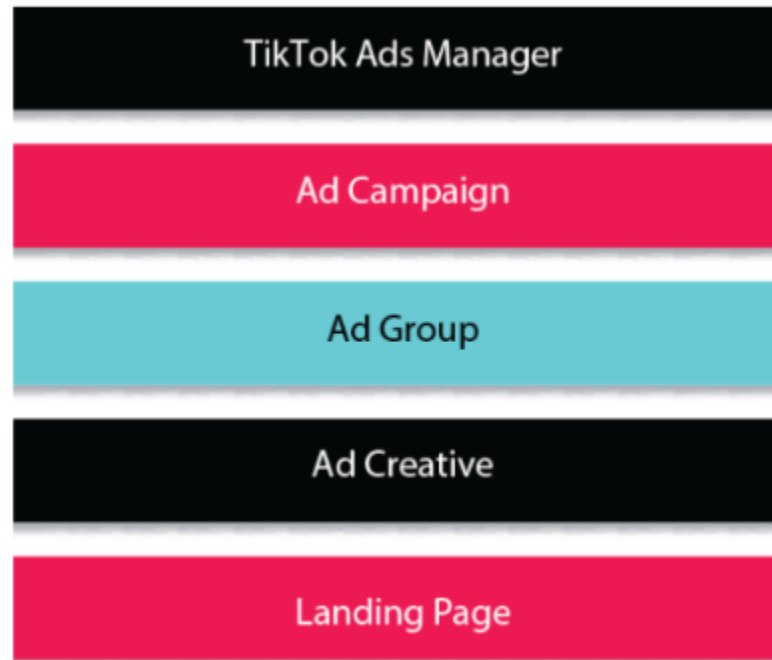 TikTok Ads Manager
Ad Campaign
Ad Group
Ad Creative
Landing Page